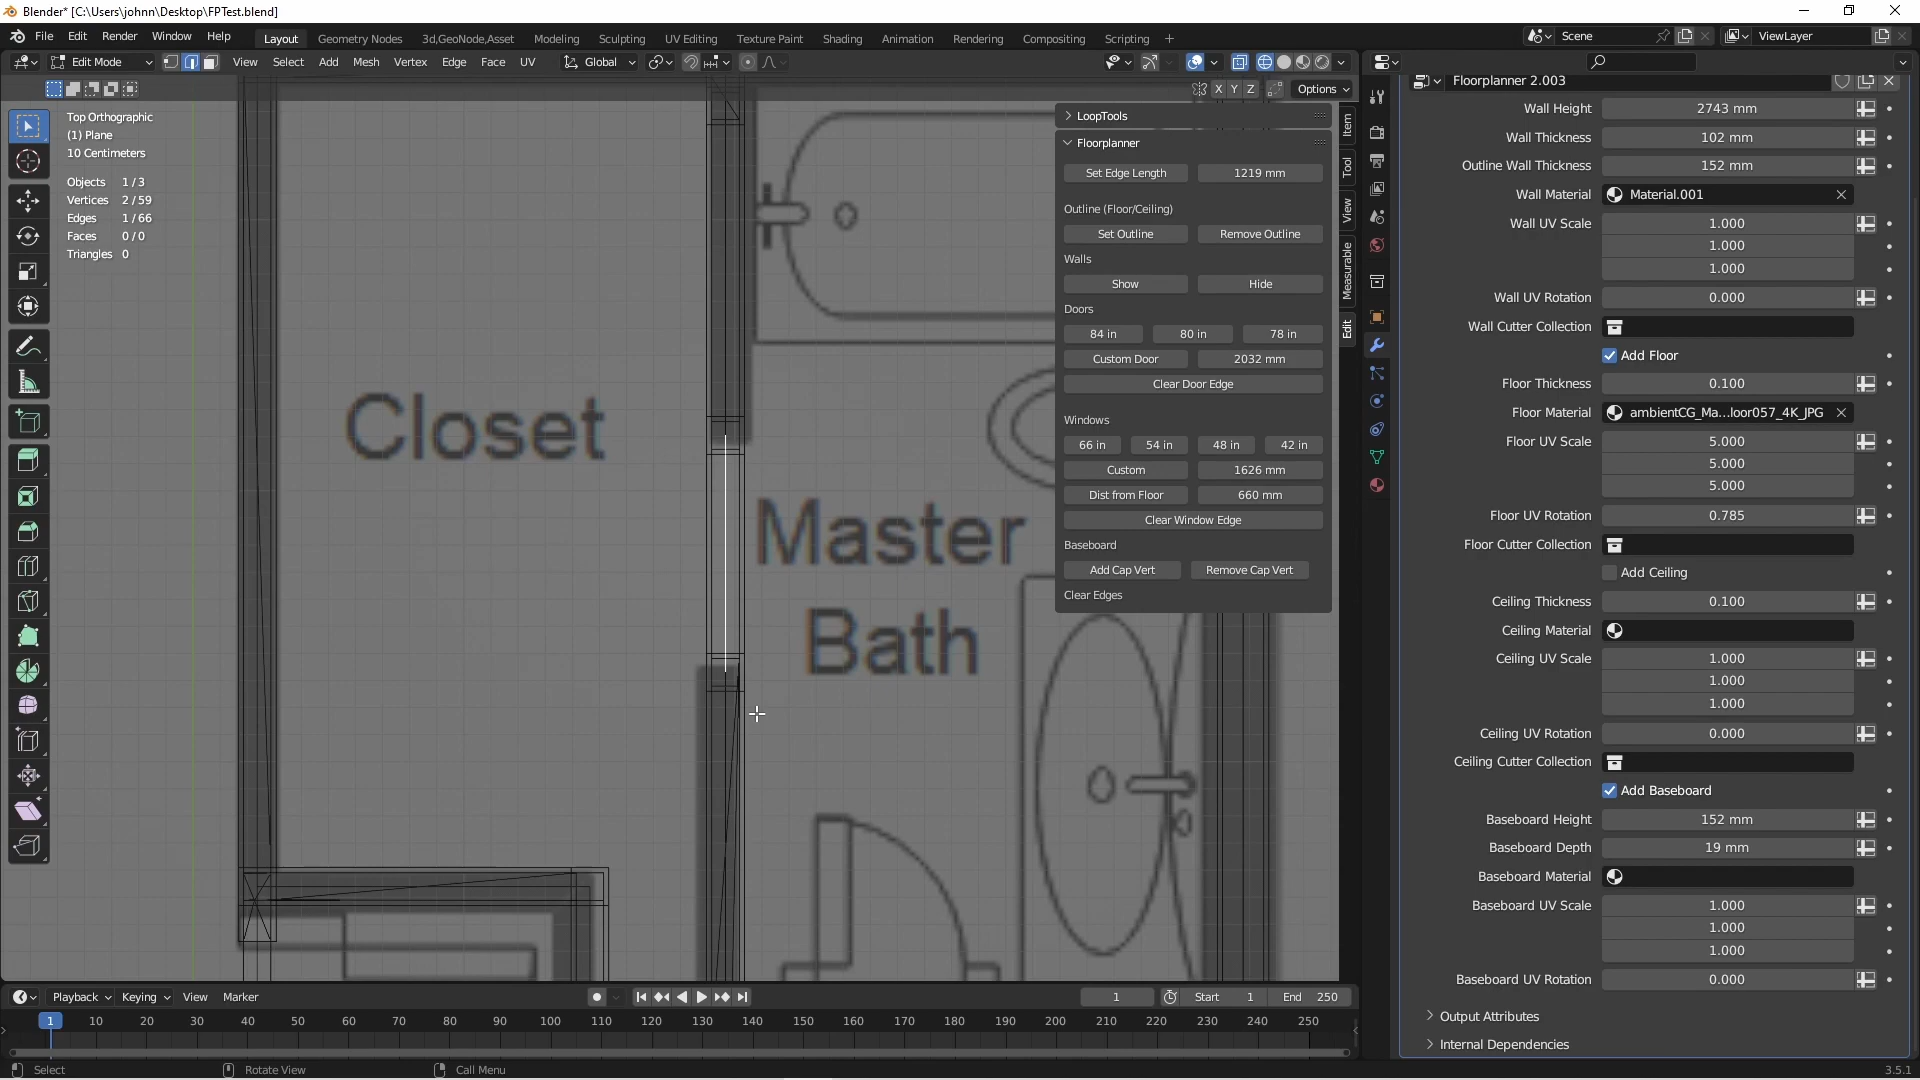 Blender* [C:\Users\johnn\Desktop\FPTest.blend]
File Edit Render Window Help Layout Geometry Nodes 3d,GeoNode,Asset Modeling Sculpting UV Editing Texture Paint Shading Animation Rendering Compositing Scripting + Scene ViewLayer
Edit Mode View Select Add Mesh Vertex Edge Face UV Global
X Y Z Options
Top Orthographic
(1) Plane
10 Centimeters
Objects 1/3
Vertices 2/59
Edges 1/66
Faces 0/0
Triangles 0
Closet
Master
Bath
LoopTools
Floorplanner
Set Edge Length 1219 mm
Outline (Floor/Ceiling)
Set Outline Remove Outline
Walls
Show Hide
Doors
84 in 80 in 78 in
Custom Door 2032 mm
Clear Door Edge
Windows
66 in 54 in 48 in 42 in
Custom 1626 mm
Dist from Floor 660 mm
Clear Window Edge
Baseboard
Add Cap Vert Remove Cap Vert
Clear Edges
Item
Tool
View
Measurable
Edit
Floorplanner 2.003
Wall Height 2743 mm
Wall Thickness 102 mm
Outline Wall Thickness 152 mm
Wall Material Material.001
Wall UV Scale 1.000
1.000
1.000
Wall UV Rotation 0.000
Wall Cutter Collection
Add Floor
Floor Thickness 0.100
Floor Material ambientCG_Ma...loor057_4K_JPG
Floor UV Scale 5.000
5.000
5.000
Floor UV Rotation 0.785
Floor Cutter Collection
Add Ceiling
Ceiling Thickness 0.100
Ceiling Material
Ceiling UV Scale 1.000
1.000
1.000
Ceiling UV Rotation 0.000
Ceiling Cutter Collection
Add Baseboard
Baseboard Height 152 mm
Baseboard Depth 19 mm
Baseboard Material
Baseboard UV Scale 1.000
1.000
1.000
Baseboard UV Rotation 0.000
Output Attributes
Internal Dependencies
Playback Keying View Marker 1 Start 1 End 250
1 10 20 30 40 50 60 70 80 90 100 110 120 130 140 150 160 170 180 190 200 210 220 230 240 250
Select Rotate View Call Menu 3.5.1